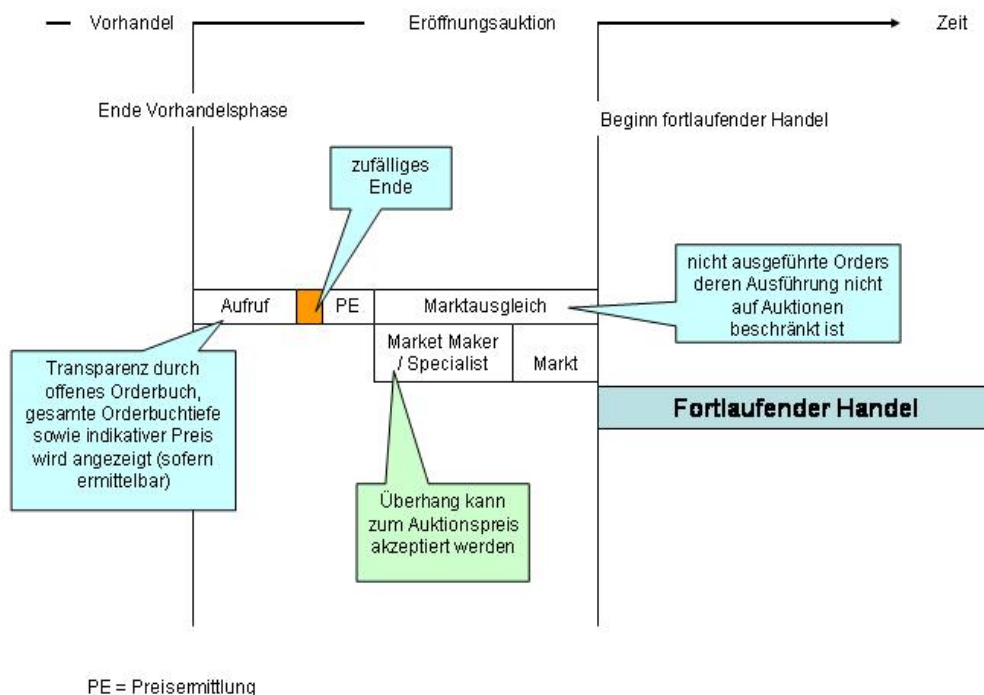 Vorhandel
Eröffnungsauktion
Zeit
Ende Vorhandelsphase
Beginn fortlaufender Handel
zufälliges
Ende
nicht ausgeführte Orders
deren Ausführung nicht
auf Auktionen
beschränkt ist
Aufruf
PE
Marktausgleich
Market Maker
/ Specialist
Markt
Transparenz durch
offenes Orderbuch,
gesamte Orderbuchtiefe
sowie indikativer Preis
wird angezeigt (sofern
ermittelbar)
Fortlaufender Handel
Überhang kann
zum Auktionspreis
akzeptiert werden
PE = Preisermittlung